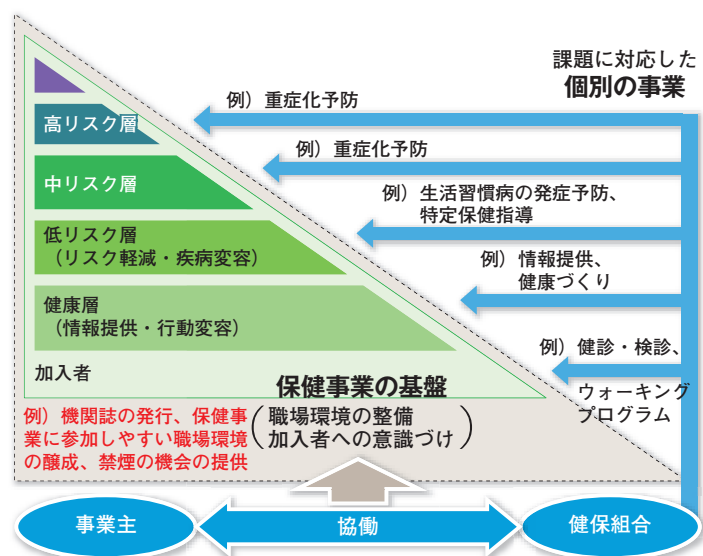 課題に対応した
個別の事業
例）重症化予防
高リスク層
例）重症化予防
中リスク層
例）生活習慣病の発症予防、
特定保健指導
低リスク層
（リスク軽減・疾病変容）
例）情報提供、
健康づくり
健康層
（情報提供・行動変容）
例）健診・検診、
ウォーキング
プログラム
加入者
保健事業の基盤
（職場環境の整備
加入者への意識づけ）
例）機関誌の発行、保健事
業に参加しやすい職場環境
の醸成、禁煙の機会の提供
事業主
協働
健保組合